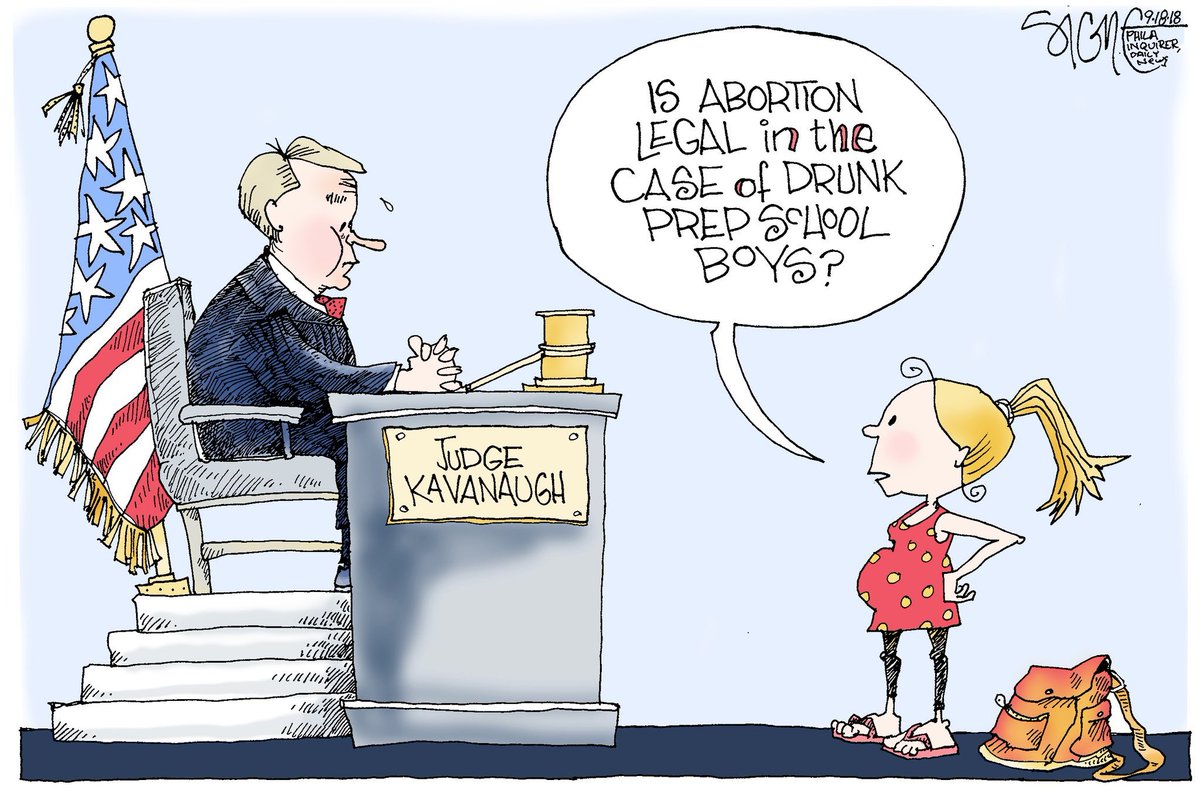 SIGNE
9.18.18
PHILA
INQUIRER,
DAILY
NEWS
IS ABORTION
LEGAL in the
CASE of DRUNK
PREP SCHOOL
BOYS?
JUDGE
KAVANAUGH